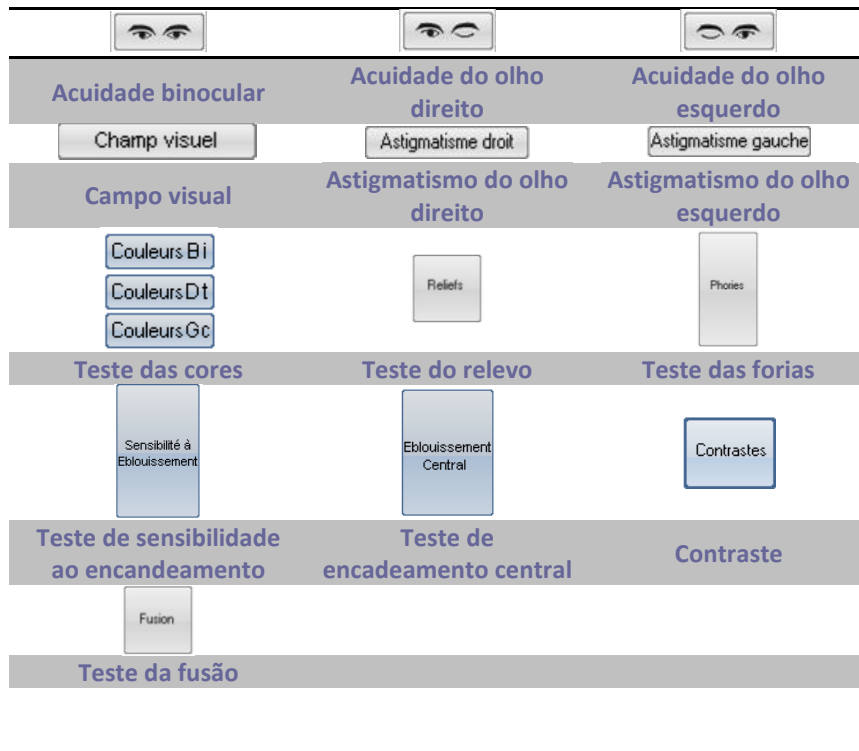 Acuidade binocular
Acuidade do olho
direito
Acuidade do olho
esquerdo
Champ visuel
Astigmatisme droit
Astigmatisme gauche
Campo visual
Astigmatismo do olho
direito
Astigmatismo do olho
esquerdo
Couleurs Bi
Couleurs Dt
Couleurs Gc
Reliefs
Phories
Teste das cores
Teste do relevo
Teste das forias
Sensibilité à
Eblouissement
Eblouissement
Central
Contrastes
Teste de sensibilidade
ao encandeamento
Teste de
encadeamento central
Contraste
Fusion
Teste da fusão